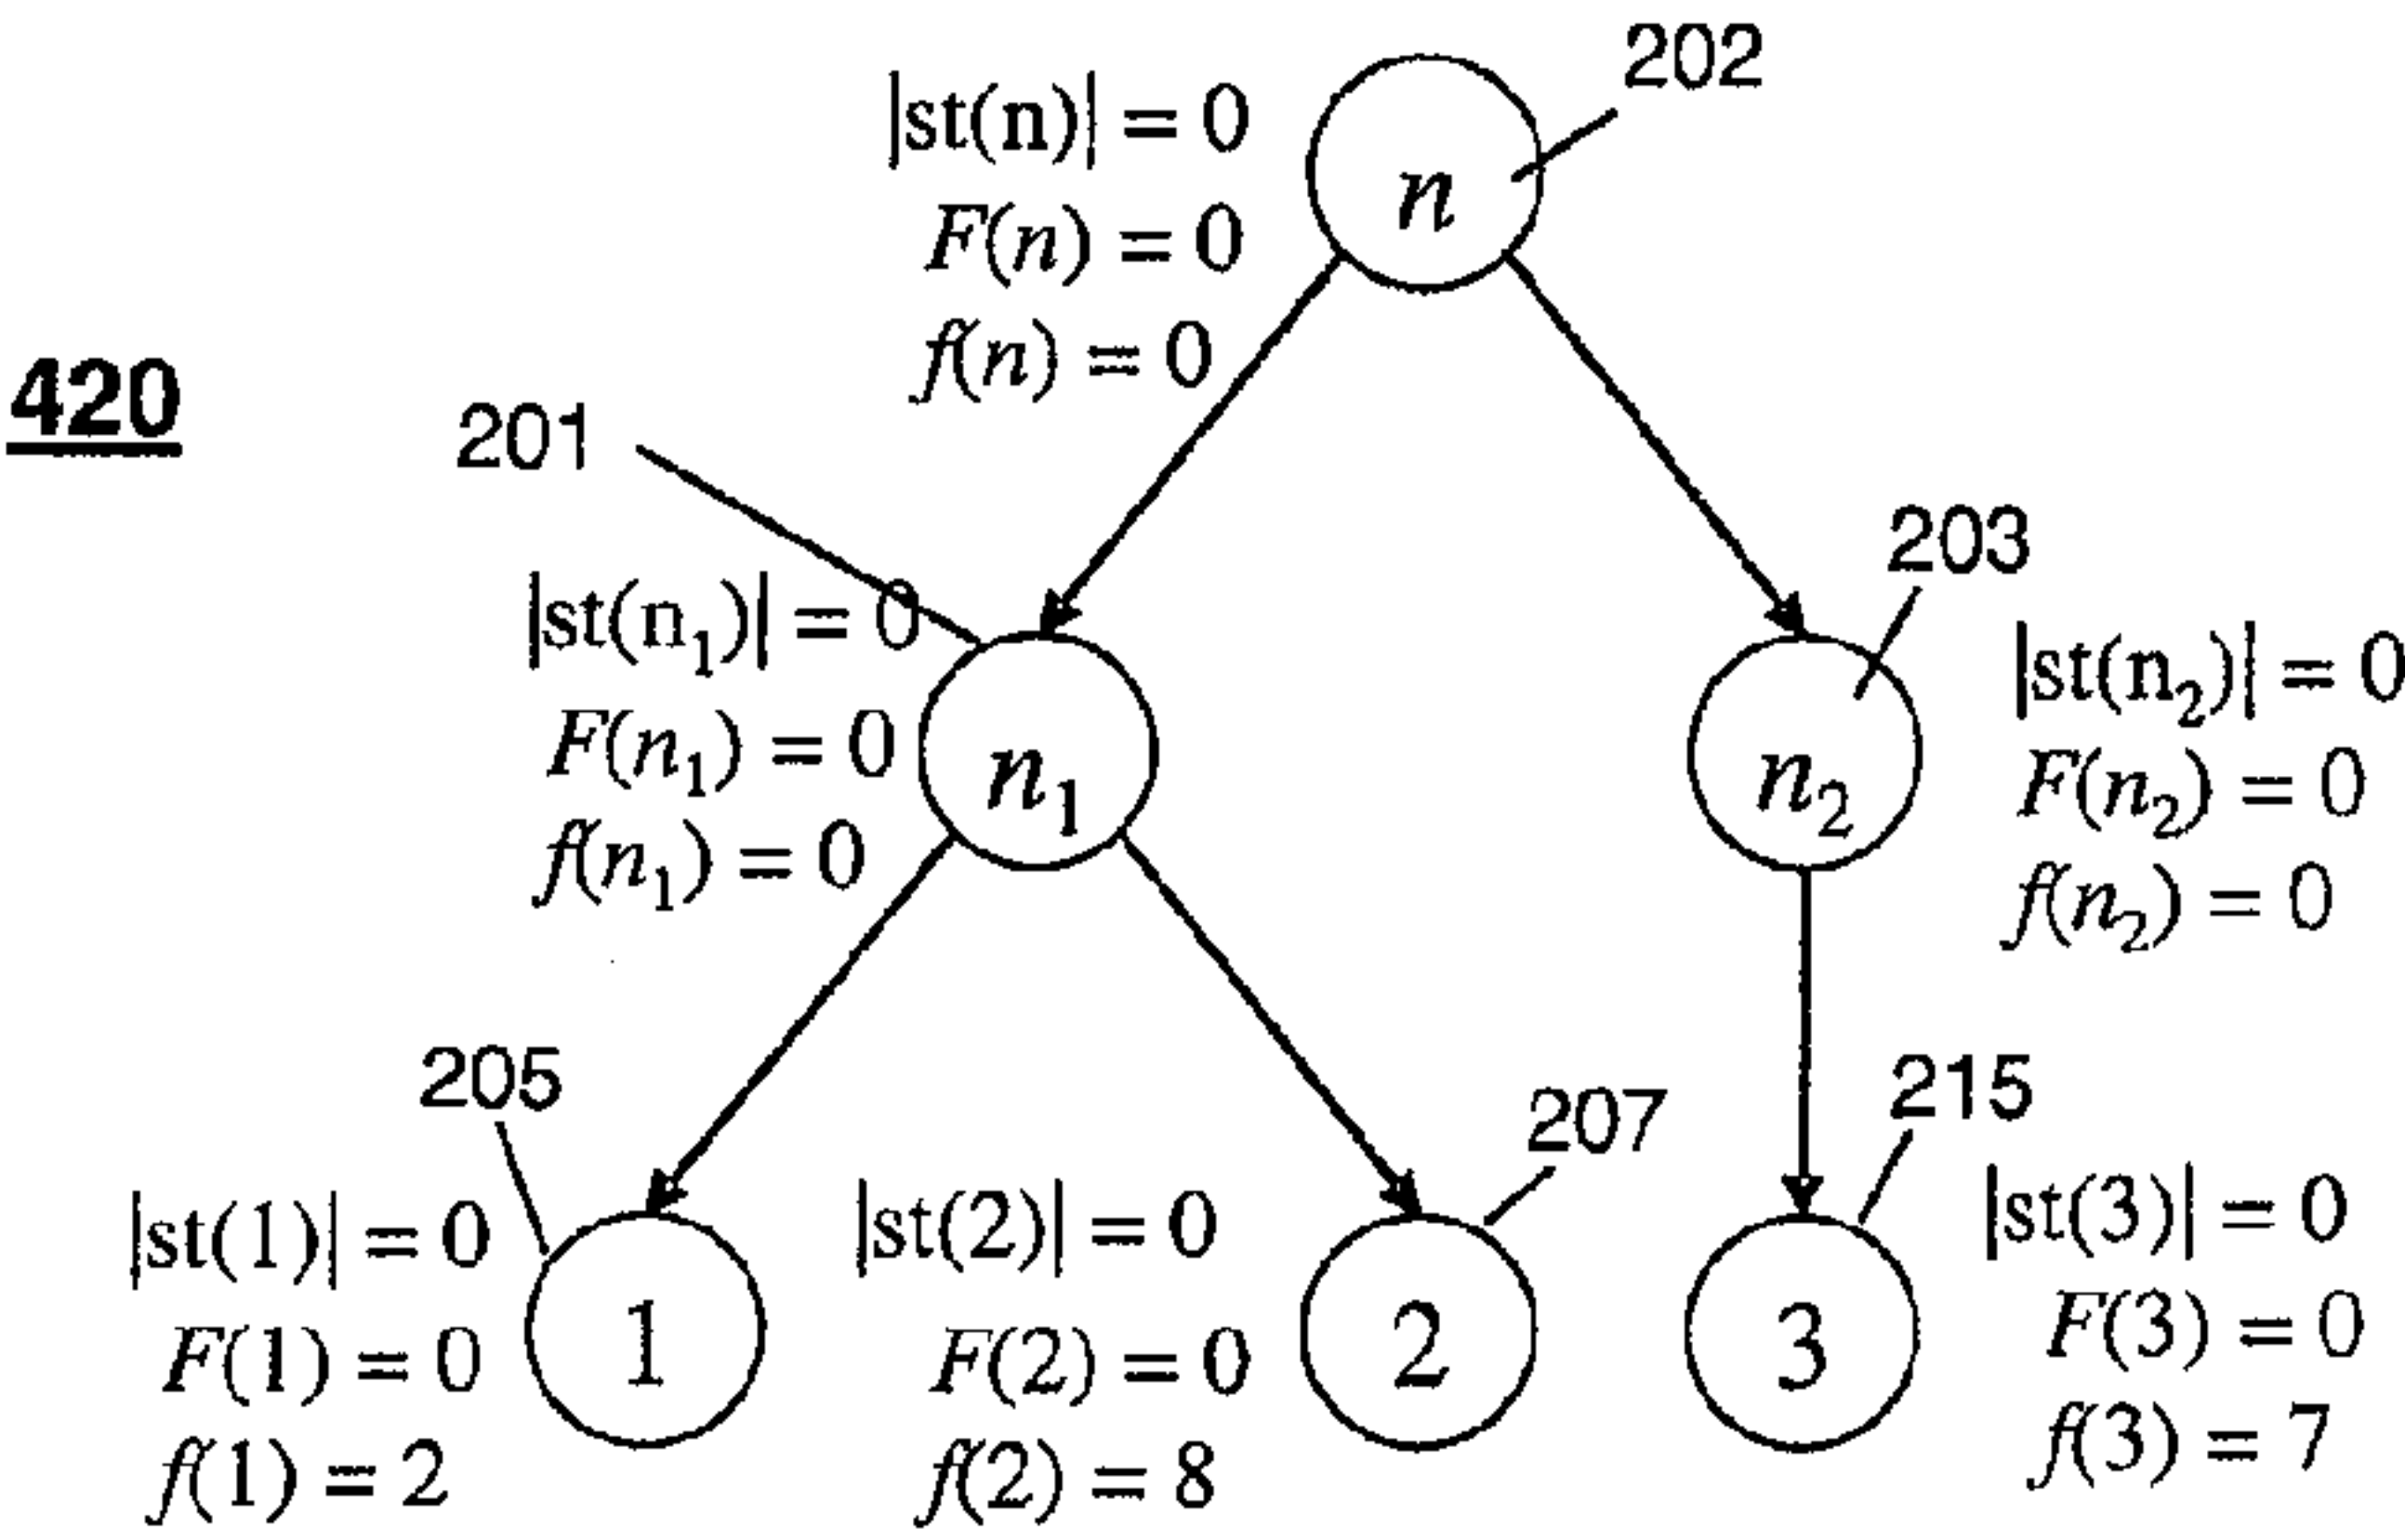 202
|st(n)| = 0
F(n) = 0
n
f(n) = 0
420
201
203
|st(n₁)| = 0
F(n₁) = 0
n₁
f(n₁) = 0
|st(n₂)| = 0
n₂
F(n₂) = 0
f(n₂) = 0
205
207
215
|st(1)| = 0
F(1) = 0
1
f(1) = 2
|st(2)| = 0
F(2) = 0
2
f(2) = 8
|st(3)| = 0
3
F(3) = 0
f(3) = 7